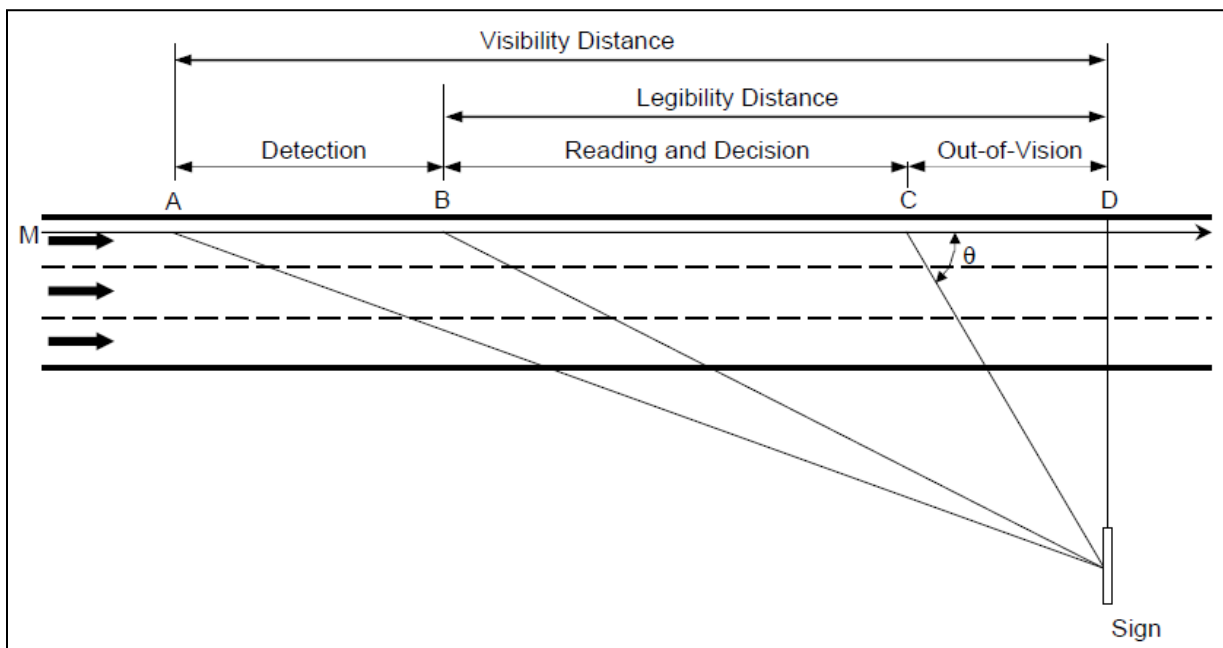 Visibility Distance
Legibility Distance
Detection Reading and Decision Out-of-Vision
A B C D
M
θ
Sign